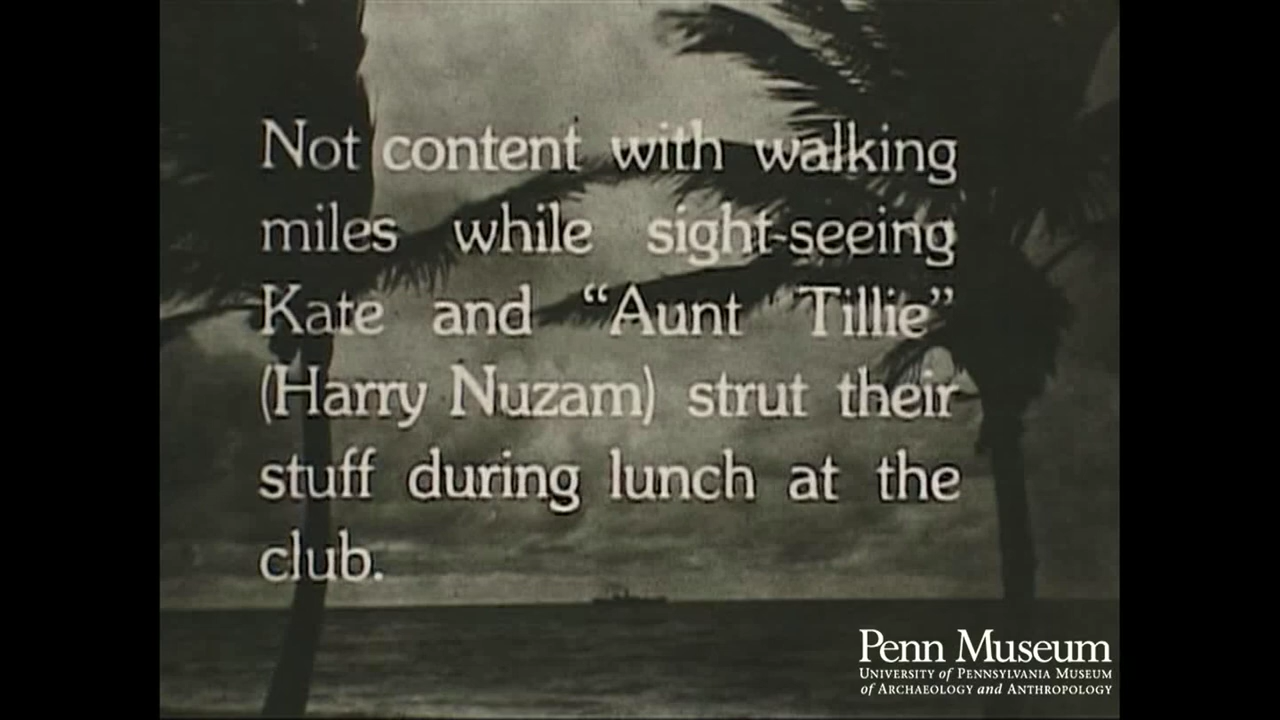 Not content with walking
miles while sight-seeing
Kate and “Aunt Tillie”
(Harry Nuzam) strut their
stuff during lunch at the
club.
Penn Museum
University of Pennsylvania Museum
of Archaeology and Anthropology